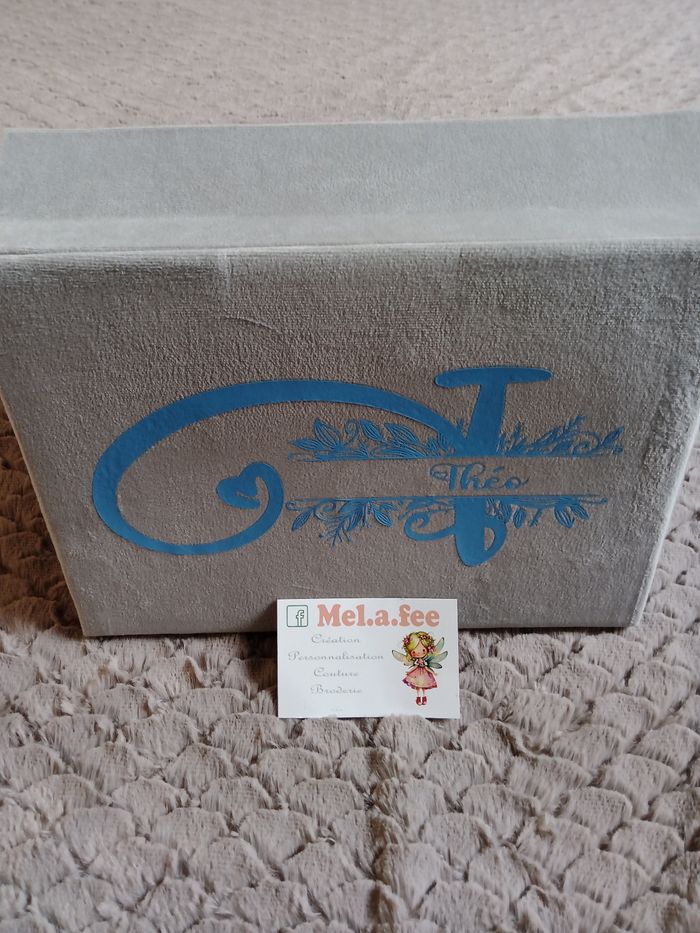 Théo
Mel.a.fee
Création
Personnalisation
Couture
Broderie
...